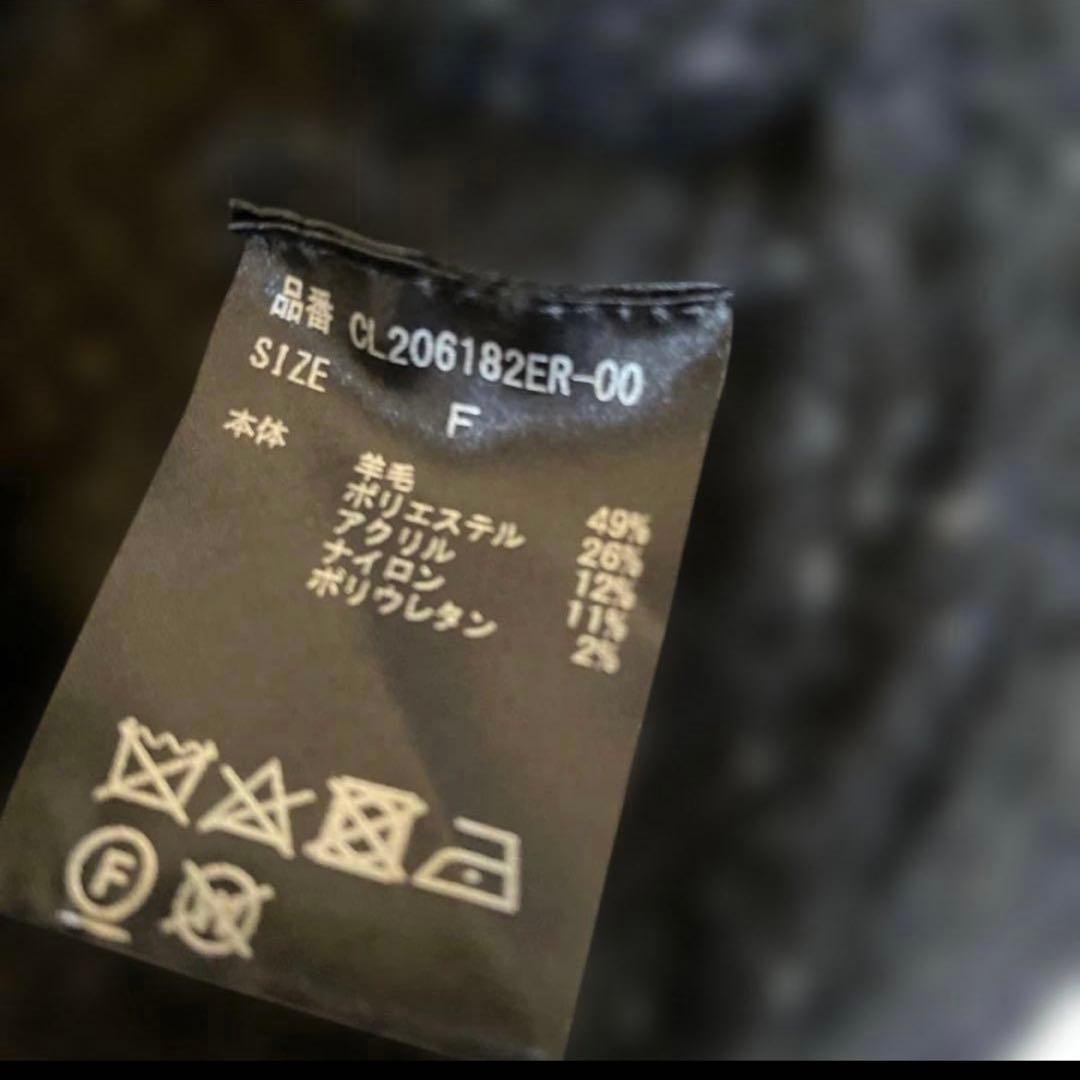 品番 CL206182ER-00
SIZE F
本体
羊毛 49%
ポリエステル 26%
アクリル 12%
ナイロン 11%
ポリウレタン 2%
F
W